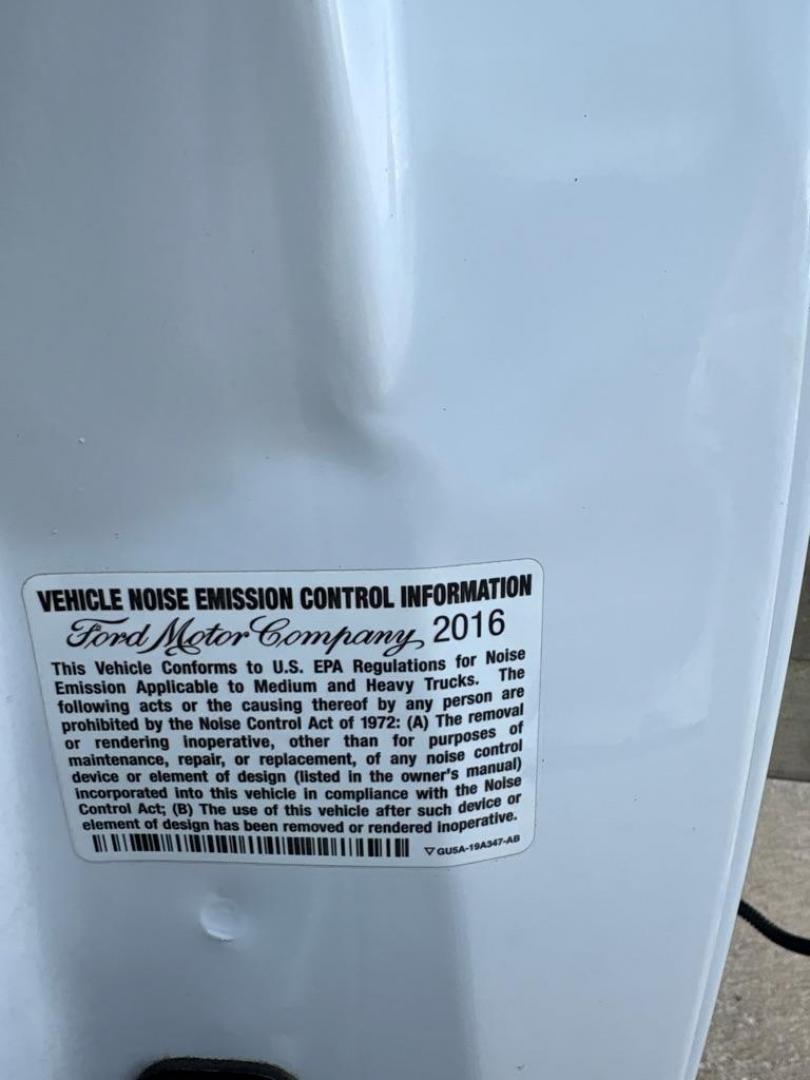 VEHICLE NOISE EMISSION CONTROL INFORMATION
Ford Motor Company 2016
This Vehicle Conforms to U.S. EPA Regulations for Noise
Emission Applicable to Medium and Heavy Trucks. The
following acts or the causing thereof by any person are
prohibited by the Noise Control Act of 1972: (A) The removal
or rendering inoperative, other than for purposes of
maintenance, repair, or replacement, of any noise control
device or element of design (listed in the owner's manual)
incorporated into this vehicle in compliance with the Noise
Control Act; (B) The use of this vehicle after such device or
element of design has been removed or rendered inoperative.
▽GU5A-19A347-AB